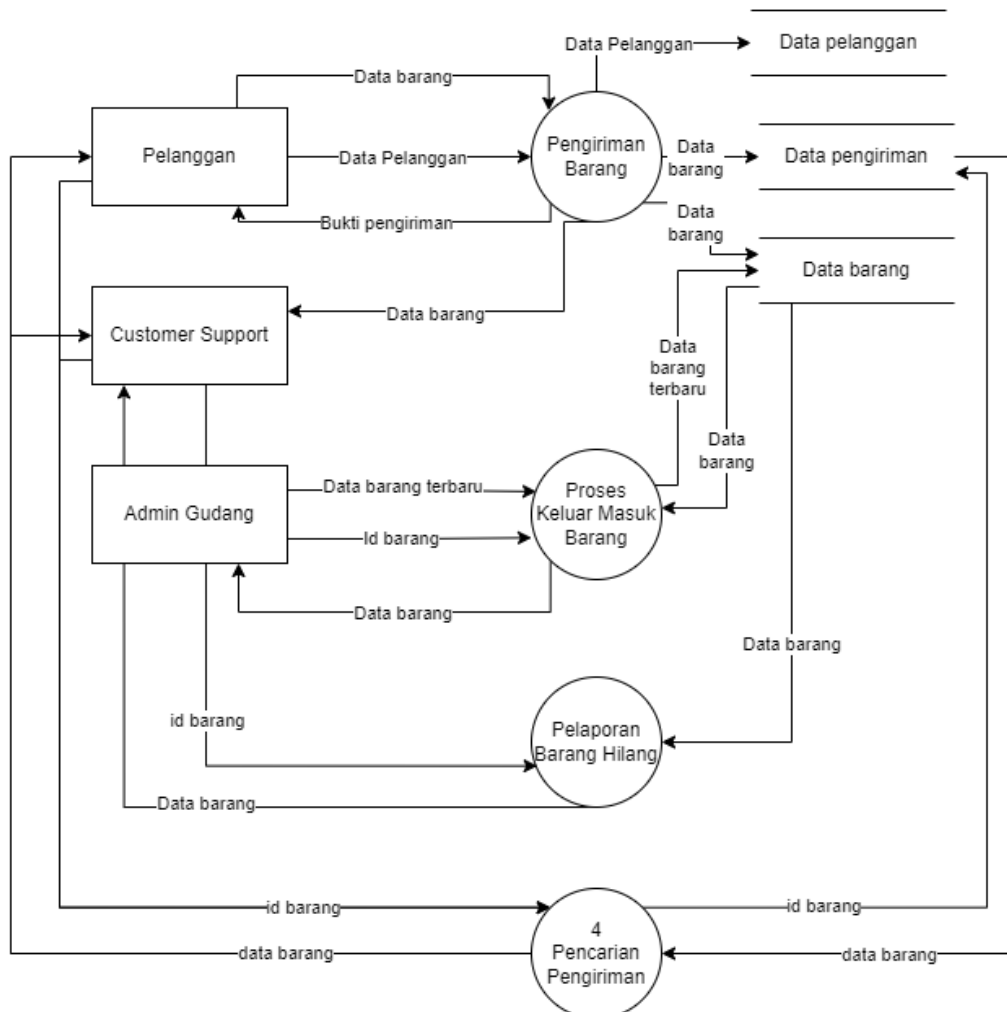 Data Pelanggan
Data pelanggan
Data barang
Pelanggan
Data Pelanggan
Pengiriman
Barang
Data
barang
Data pengiriman
Bukti pengiriman
Data
barang
Data barang
Customer Support
Data barang
Data
barang
terbaru
Data
barang
Admin Gudang
Data barang terbaru
Id barang
Proses
Keluar Masuk
Barang
Data barang
Data barang
id barang
Pelaporan
Barang Hilang
Data barang
id barang
4
Pencarian
Pengiriman
id barang
data barang
data barang